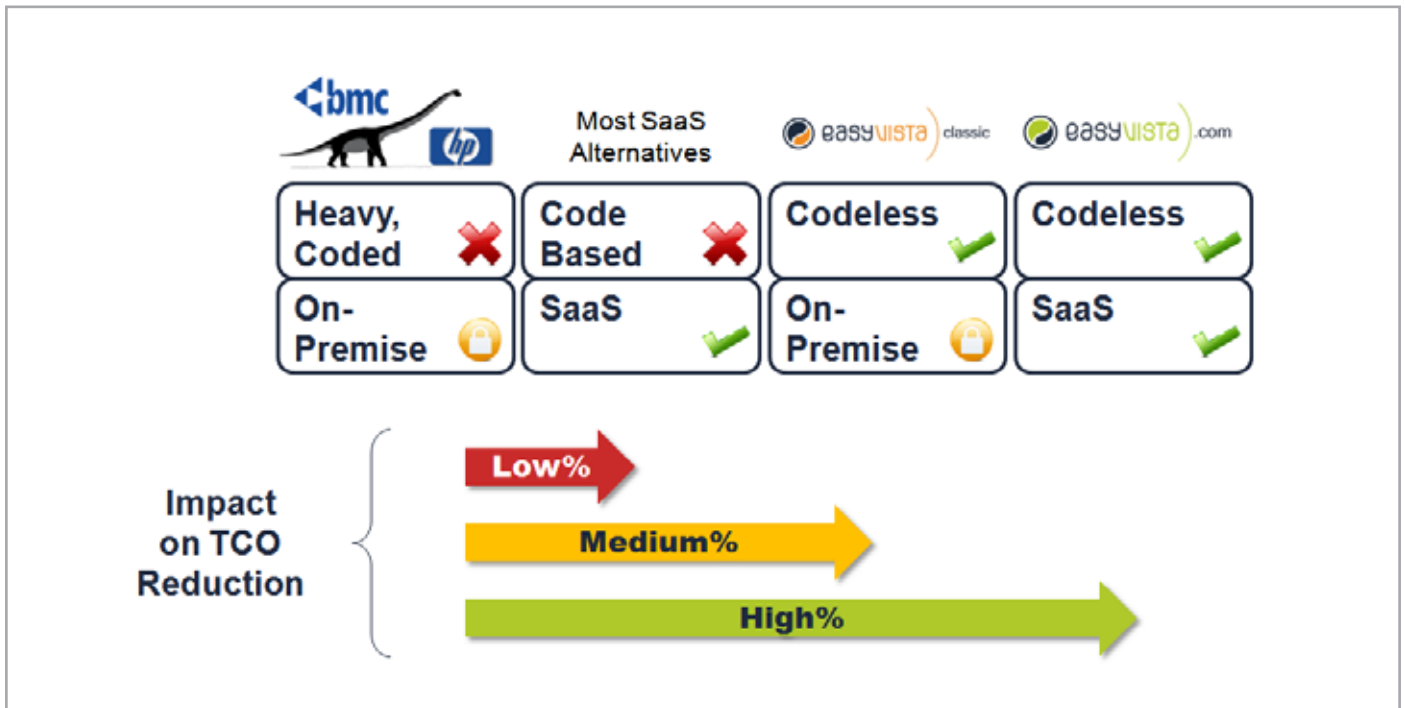 bmc
hp
Most SaaS
Alternatives
easyvista classic
easyvista .com
Heavy,
Coded
Code
Based
Codeless
Codeless
On-
Premise
SaaS
On-
Premise
SaaS
Impact
on TCO
Reduction
Low%
Medium%
High%